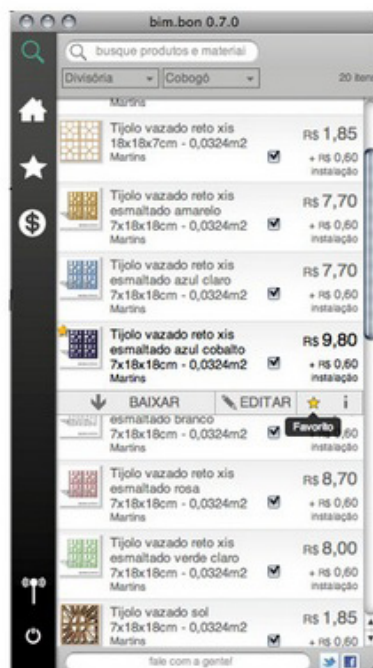 bim.bon 0.7.0
busque produtos e materiai
Divisória Cobogó 20 itens
Martins
Tijolo vazado reto xis
18x18x7cm - 0,0324m2
Martins
R$ 1,85
+ R$ 0,60
instalação
Tijolo vazado reto xis
esmaltado amarelo
7x18x18cm - 0,0324m2
Martins
R$ 7,70
+ R$ 0,60
instalação
Tijolo vazado reto xis
esmaltado azul claro
7x18x18cm - 0,0324m2
Martins
R$ 7,70
+ R$ 0,60
instalação
Tijolo vazado reto xis
esmaltado azul cobalto
7x18x18cm - 0,0324m2
Martins
R$ 9,80
+ R$ 0,60
instalação
BAIXAR EDITAR i
Favorito
esmaltado branco
7x18x18cm - 0,0324m2
Martins
,60
instalação
Tijolo vazado reto xis
esmaltado rosa
7x18x18cm - 0,0324m2
Martins
R$ 8,70
+ R$ 0,60
instalação
Tijolo vazado reto xis
esmaltado verde claro
7x18x18cm - 0,0324m2
Martins
R$ 8,00
+ R$ 0,60
instalação
Tijolo vazado sol
7x18x18cm - 0,0324m2
Martins
R$ 1,85
+ R$ 0,60
fale com a gente!